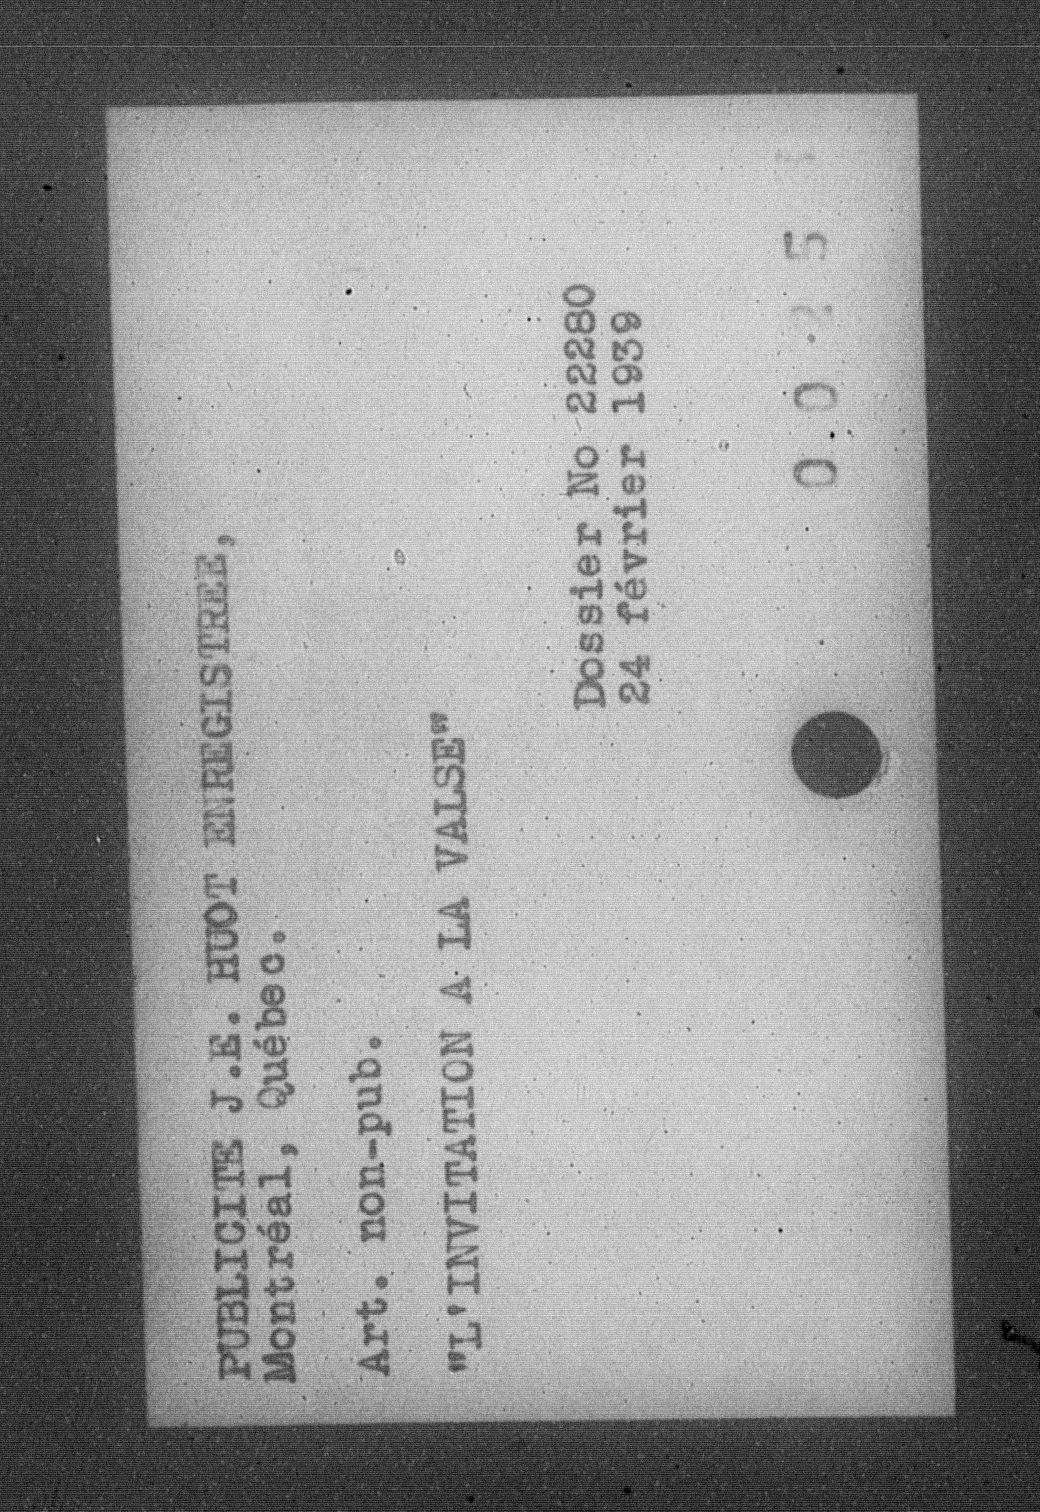 PUBLICITE J.E. HUOT ENREGISTREE,
Montréal, Québec.
Art. non-pub.
"L'INVITATION A LA VALSE"
Dossier No 22280
24 février 1939